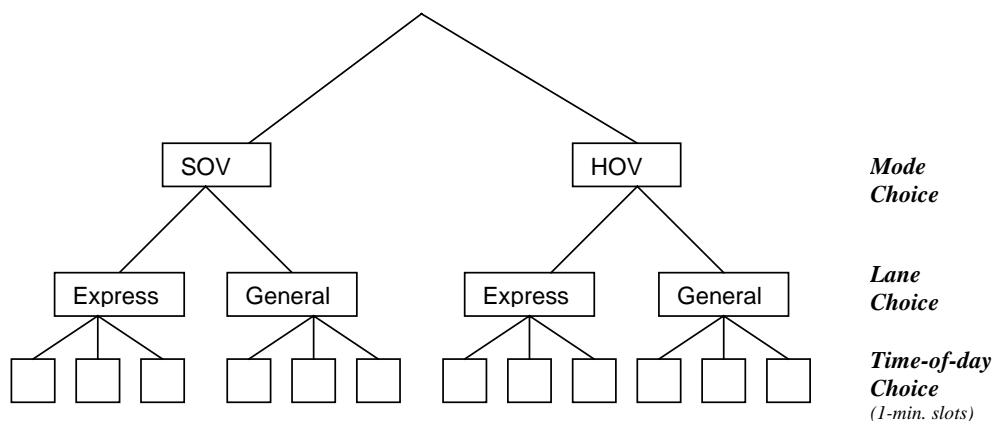 SOV
HOV
Mode
Choice
Express
General
Express
General
Lane
Choice
Time-of-day
Choice
(1-min. slots)